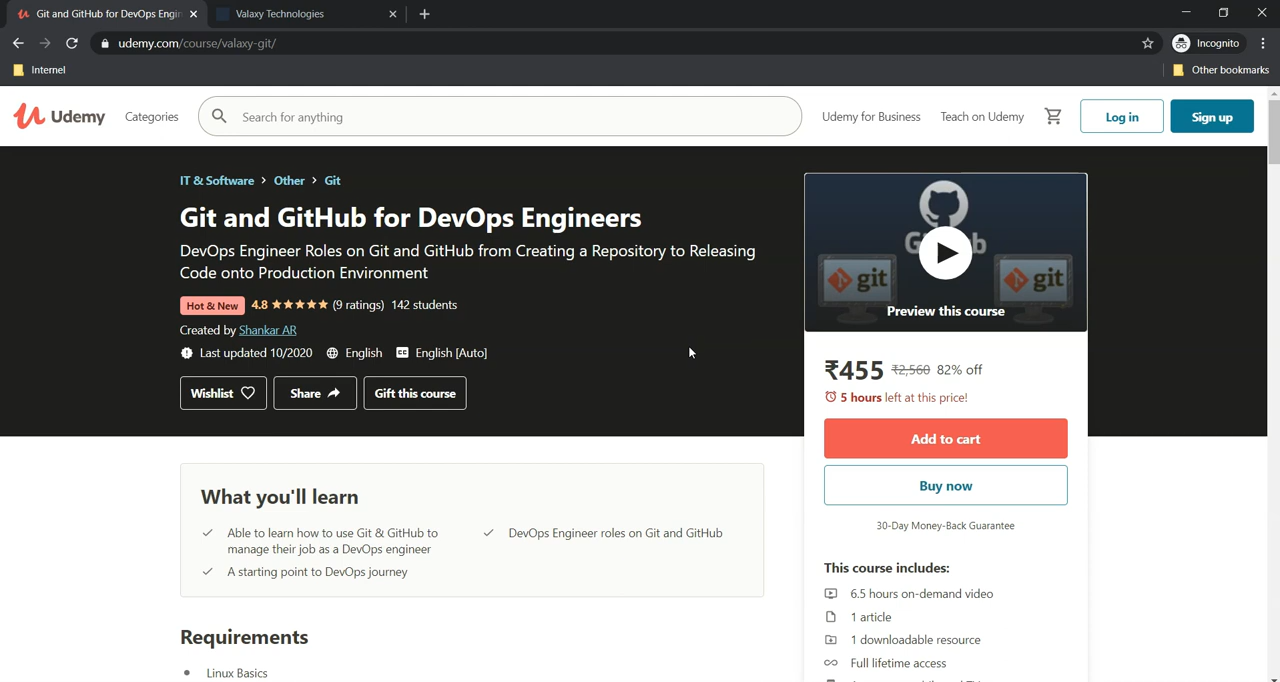 Git and GitHub for DevOps Engin
Valaxy Technologies
udemy.com/course/valaxy-git/
Incognito
Internet
Other bookmarks
Udemy
Categories
Search for anything
Udemy for Business
Teach on Udemy
Log in
Sign up
IT & Software > Other > Git
Git and GitHub for DevOps Engineers
DevOps Engineer Roles on Git and GitHub from Creating a Repository to Releasing
Code onto Production Environment
Hot & New 4.8 (9 ratings) 142 students
Created by Shankar AR
Last updated 10/2020 English CC English [Auto]
Wishlist
Share
Gift this course
git
git
Preview this course
₹455 ₹2,560 82% off
5 hours left at this price!
Add to cart
Buy now
30-Day Money-Back Guarantee
This course includes:
6.5 hours on-demand video
1 article
1 downloadable resource
Full lifetime access
What you'll learn
Able to learn how to use Git & GitHub to
manage their job as a DevOps engineer
A starting point to DevOps journey
DevOps Engineer roles on Git and GitHub
Requirements
Linux Basics